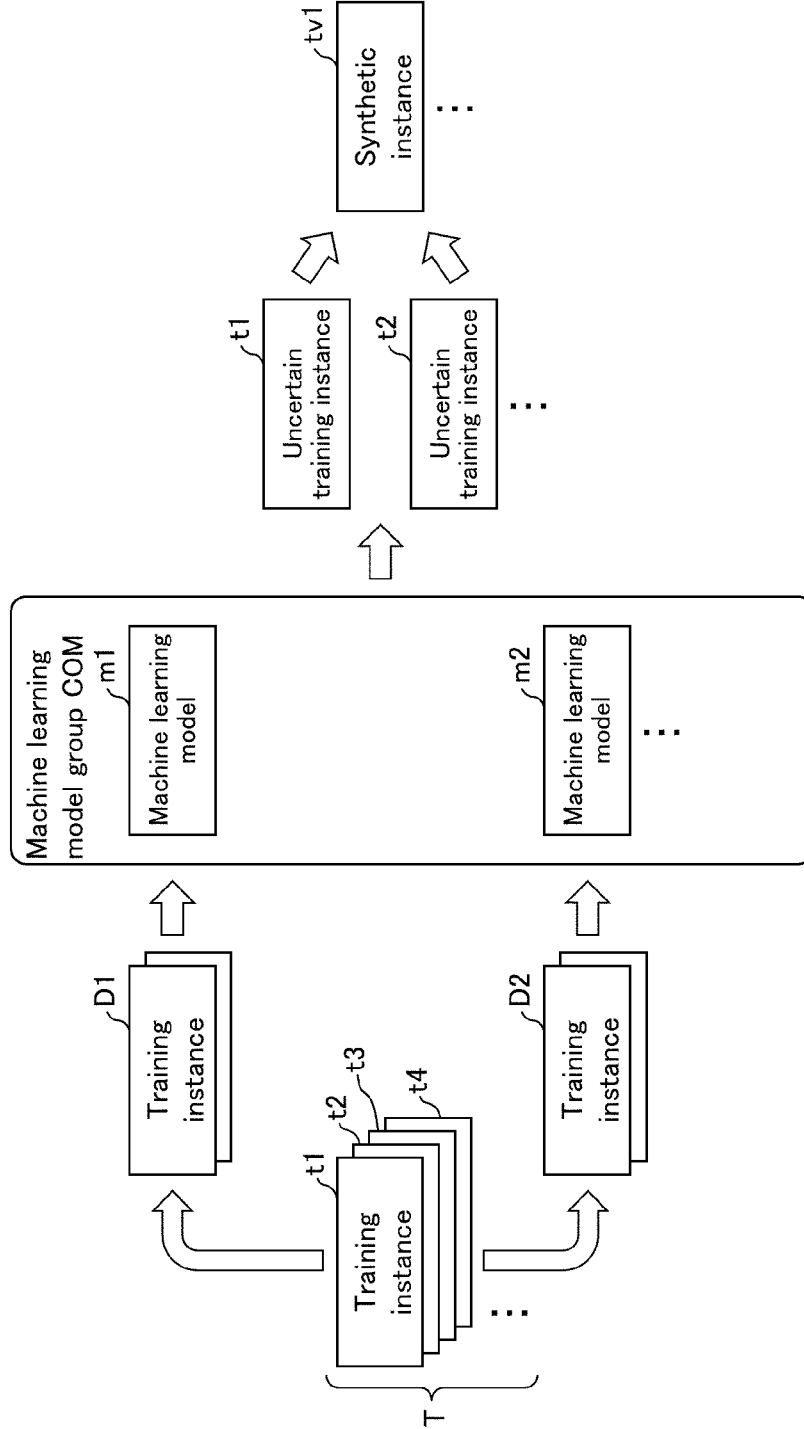 T
Training
instance
t1
t2
t3
t4
...
Training
instance
D1
Training
instance
D2
Machine learning
model group COM
Machine learning
model
m1
Machine learning
model
m2
...
Uncertain
training instance
t1
Uncertain
training instance
t2
...
Synthetic
instance
tv1
...